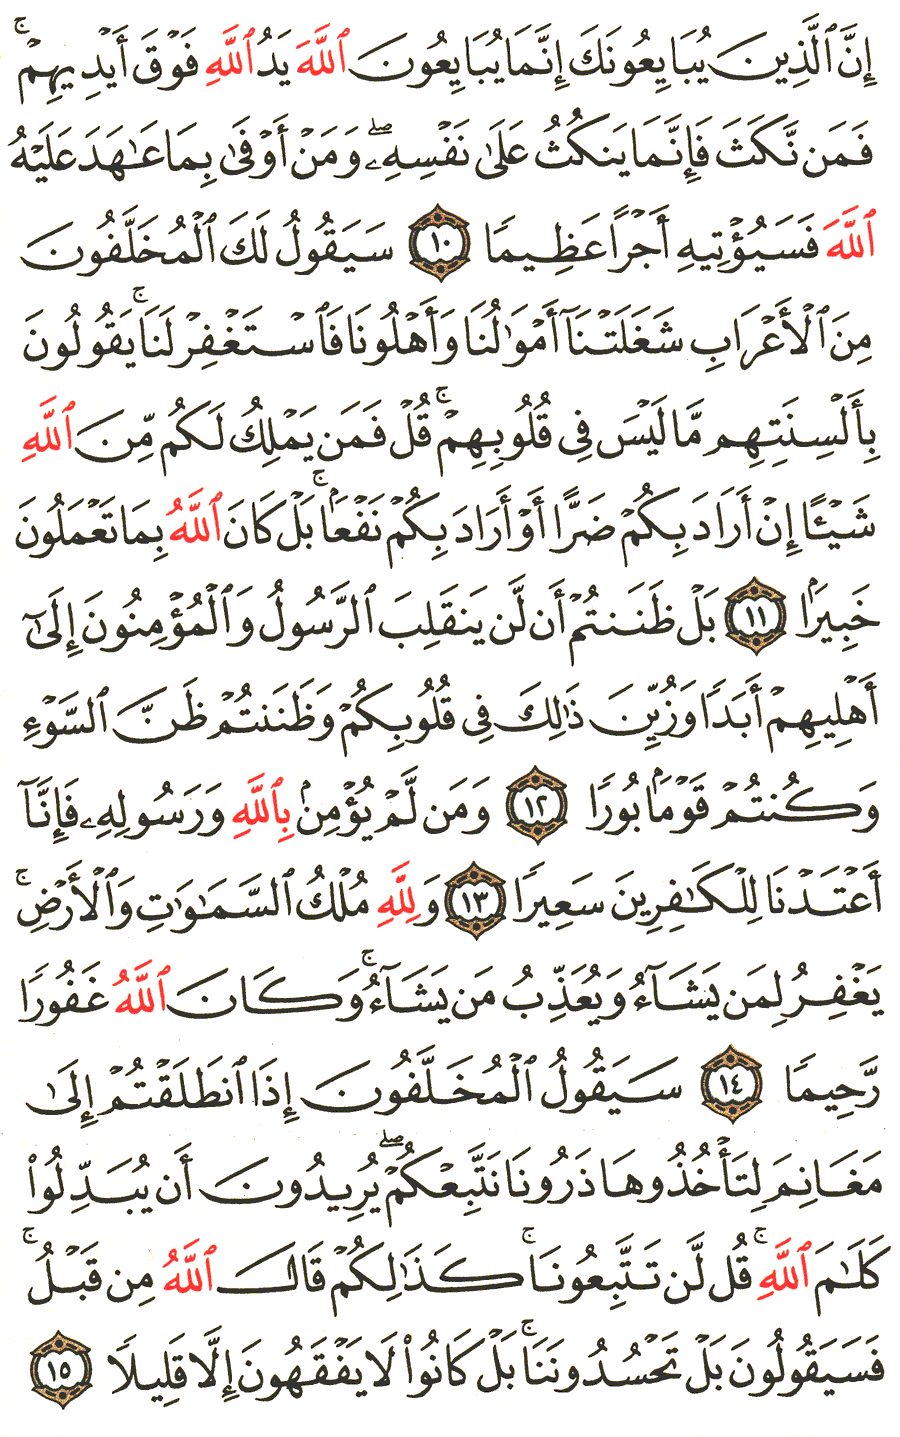 إِنَّ ٱلَّذِينَ يُبَايِعُونَكَ إِنَّمَا يُبَايِعُونَ ٱللَّهَ يَدُ ٱللَّهِ فَوْقَ أَيْدِيهِمْ ۚ
فَمَن نَّكَثَ فَإِنَّمَا يَنكُثُ عَلَىٰ نَفْسِهِۦ ۖ وَمَنْ أَوْفَىٰ بِمَا عَـٰهَدَ عَلَيْهُ
ٱللَّهَ فَسَيُؤْتِيهِ أَجْرًا عَظِيمًا ١٠ سَيَقُولُ لَكَ ٱلْمُخَلَّفُونَ
مِنَ ٱلْأَعْرَابِ شَغَلَتْنَآ أَمْوَٰلُنَا وَأَهْلُونَا فَٱسْتَغْفِرْ لَنَا ۚ يَقُولُونَ
بِأَلْسِنَتِهِم مَّا لَيْسَ فِى قُلُوبِهِمْ ۚ قُلْ فَمَن يَمْلِكُ لَكُم مِّنَ ٱللَّهِ
شَيْـًٔا إِنْ أَرَادَ بِكُمْ ضَرًّا أَوْ أَرَادَ بِكُمْ نَفْعًۢا ۚ بَلْ كَانَ ٱللَّهُ بِمَا تَعْمَلُونَ
خَبِيرًۢا ١١ بَلْ ظَنَنتُمْ أَن لَّن يَنقَلِبَ ٱلرَّسُولُ وَٱلْمُؤْمِنُونَ إِلَىٰٓ
أَهْلِيهِمْ أَبَدًا وَزُيِّنَ ذَٰلِكَ فِى قُلُوبِكُمْ وَظَنَنتُمْ ظَنَّ ٱلسَّوْءِ
وَكُنتُمْ قَوْمًۢا بُورًا ١٢ وَمَن لَّمْ يُؤْمِنۢ بِٱللَّهِ وَرَسُولِهِۦ فَإِنَّآ
أَعْتَدْنَا لِلْكَـٰفِرِينَ سَعِيرًا ١٣ وَلِلَّهِ مُلْكُ ٱلسَّمَـٰوَٰتِ وَٱلْأَرْضِ ۚ
يَغْفِرُ لِمَن يَشَآءُ وَيُعَذِّبُ مَن يَشَآءُ ۚ وَكَانَ ٱللَّهُ غَفُورًا
رَّحِيمًا ١٤ سَيَقُولُ ٱلْمُخَلَّفُونَ إِذَا ٱنطَلَقْتُمْ إِلَىٰ
مَغَانِمَ لِتَأْخُذُوهَا ذَرُونَا نَتَّبِعْكُمْ ۖ يُرِيدُونَ أَن يُبَدِّلُوا۟
كَلَـٰمَ ٱللَّهِ ۚ قُل لَّن تَتَّبِعُونَا ۚ كَذَٰلِكُمْ قَالَ ٱللَّهُ مِن قَبْلُ ۚ
فَسَيَقُولُونَ بَلْ تَحْسُدُونَنَا ۚ بَلْ كَانُوا۟ لَا يَفْقَهُونَ إِلَّا قَلِيلًا ١٥